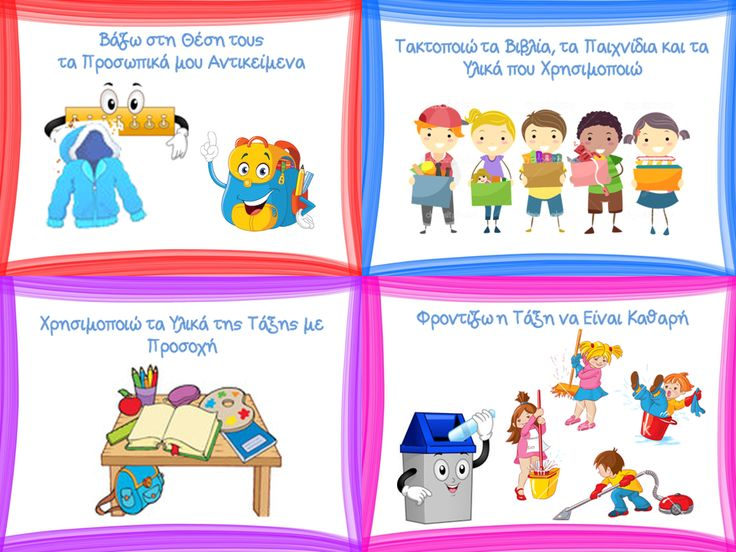 Βάζω στη Θέση τους
τα Προσωπικά μου Αντικείμενα
Τακτοποιώ τα Βιβλία, τα Παιχνίδια και τα
Υλικά που Χρησιμοποιώ
Χρησιμοποιώ τα Υλικά της Τάξης με
Προσοχή
Φροντίζω η Τάξη να Είναι Καθαρή